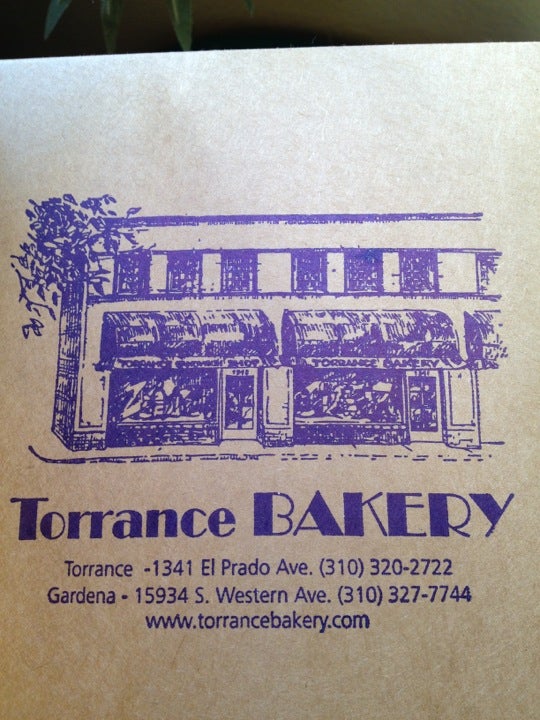 TORRANCE BAKERY
Torrance BAKERY
Torrance -1341 El Prado Ave. (310) 320-2722
Gardena - 15934 S. Western Ave. (310) 327-7744
www.torrancebakery.com